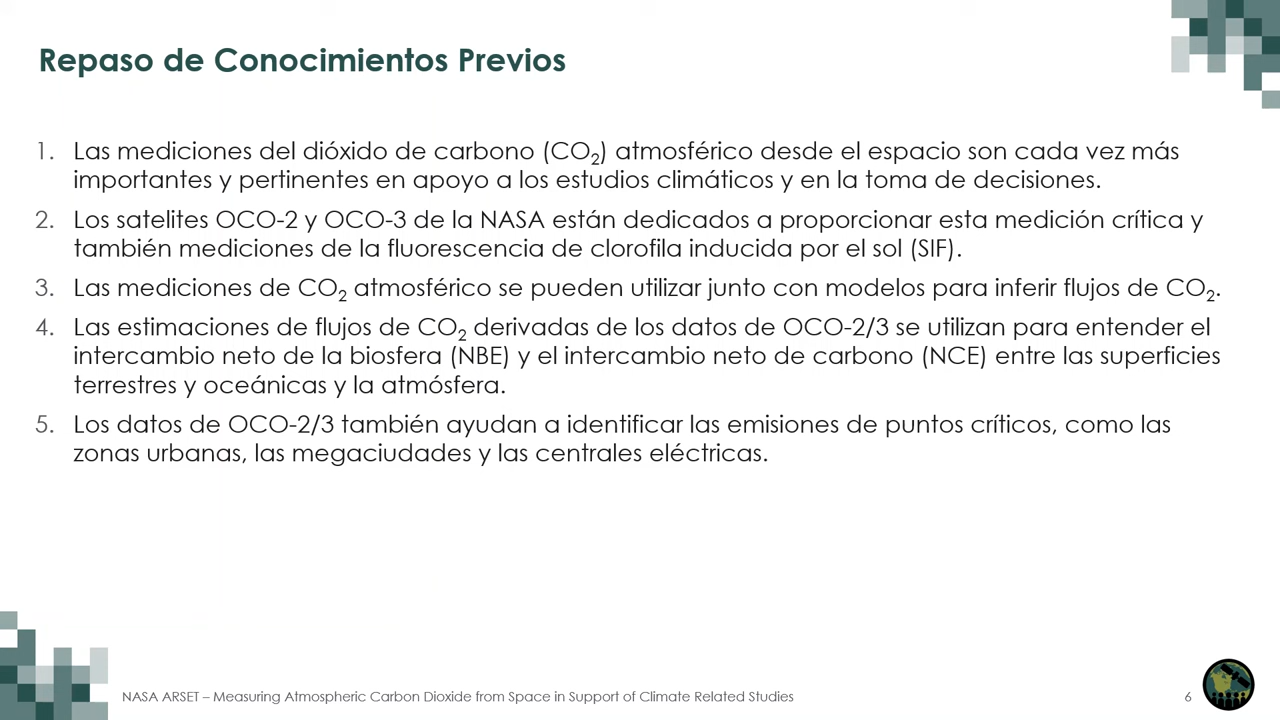 Repaso de Conocimientos Previos
1. Las mediciones del dióxido de carbono (CO₂) atmosférico desde el espacio son cada vez más
importantes y pertinentes en apoyo a los estudios climáticos y en la toma de decisiones.
2. Los satelites OCO-2 y OCO-3 de la NASA están dedicados a proporcionar esta medición crítica y
también mediciones de la fluorescencia de clorofila inducida por el sol (SIF).
3. Las mediciones de CO₂ atmosférico se pueden utilizar junto con modelos para inferir flujos de CO₂.
4. Las estimaciones de flujos de CO₂ derivadas de los datos de OCO-2/3 se utilizan para entender el
intercambio neto de la biosfera (NBE) y el intercambio neto de carbono (NCE) entre las superficies
terrestres y oceánicas y la atmósfera.
5. Los datos de OCO-2/3 también ayudan a identificar las emisiones de puntos críticos, como las
zonas urbanas, las megaciudades y las centrales eléctricas.
NASA ARSET – Measuring Atmospheric Carbon Dioxide from Space in Support of Climate Related Studies
6